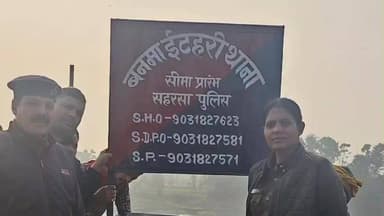 बनमा ईटहरी थाना
सीमा प्रारंभ
सहरसा पुलिस
S.H.O-9031827623
S.D.P.O-9031827581
S.P.-9031827571